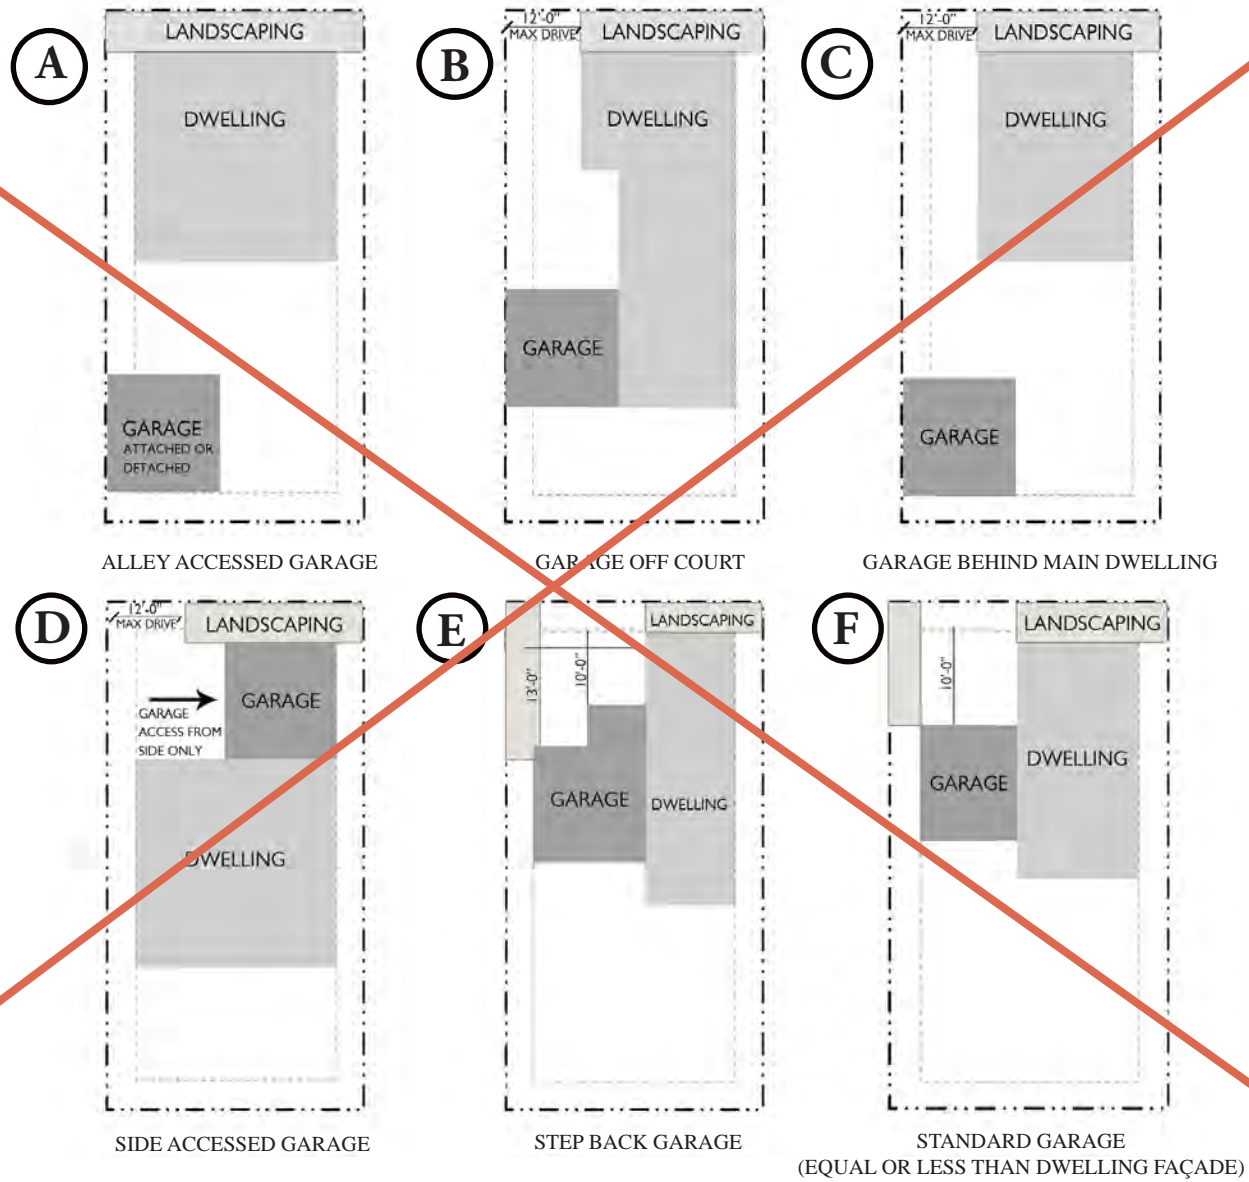 A
LANDSCAPING
DWELLING
GARAGE
ATTACHED OR
DETACHED
ALLEY ACCESSED GARAGE
B
12'-0"
MAX DRIVE
LANDSCAPING
DWELLING
GARAGE
GARAGE OFF COURT
C
12'-0"
MAX DRIVE
LANDSCAPING
DWELLING
GARAGE
GARAGE BEHIND MAIN DWELLING
D
12'-0"
MAX DRIVE
LANDSCAPING
GARAGE
GARAGE
ACCESS FROM
SIDE ONLY
DWELLING
SIDE ACCESSED GARAGE
E
LANDSCAPING
13'-0"
10'-0"
GARAGE
DWELLING
STEP BACK GARAGE
F
LANDSCAPING
10'-0"
DWELLING
GARAGE
STANDARD GARAGE
(EQUAL OR LESS THAN DWELLING FAÇADE)